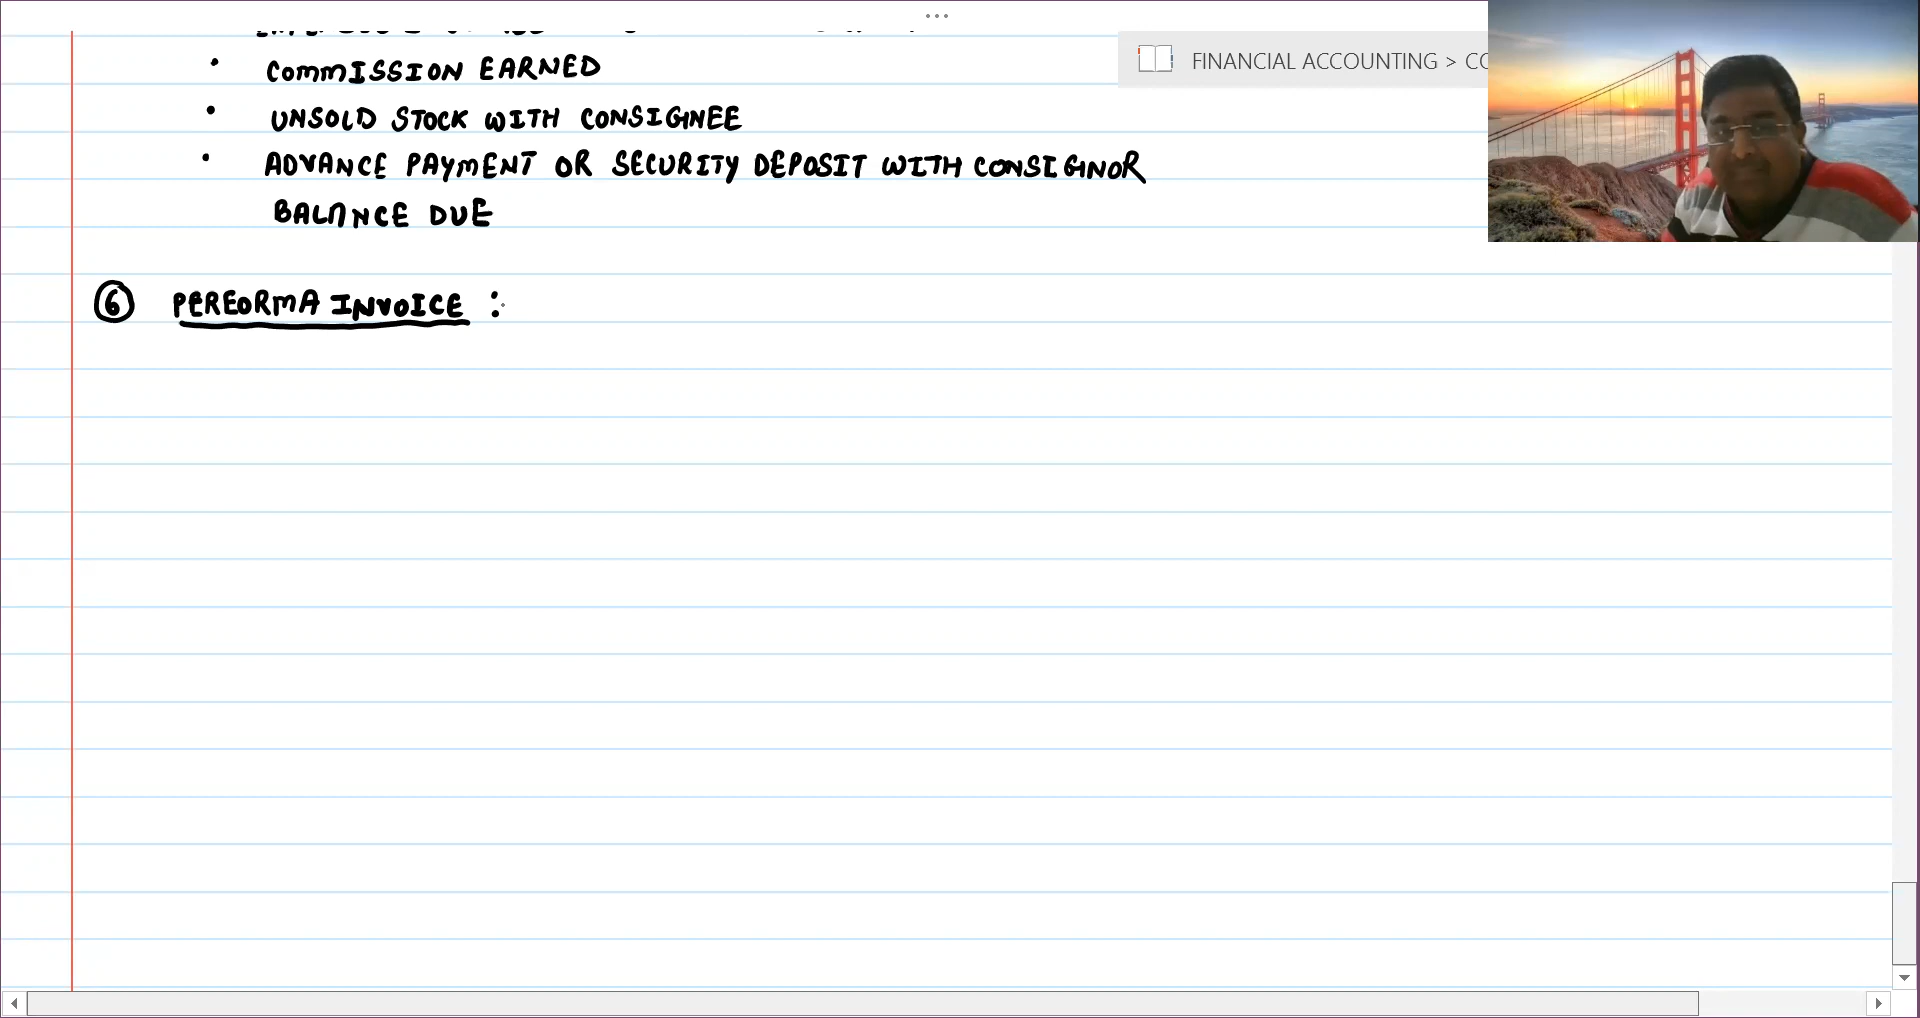 • COMMISSION EARNED
FINANCIAL ACCOUNTING > CO
• UNSOLD STOCK WITH CONSIGNEE
• ADVANCE PAYMENT OR SECURITY DEPOSIT WITH CONSIGNOR
BALANCE DUE
⑥ PEREORMA INVOICE :